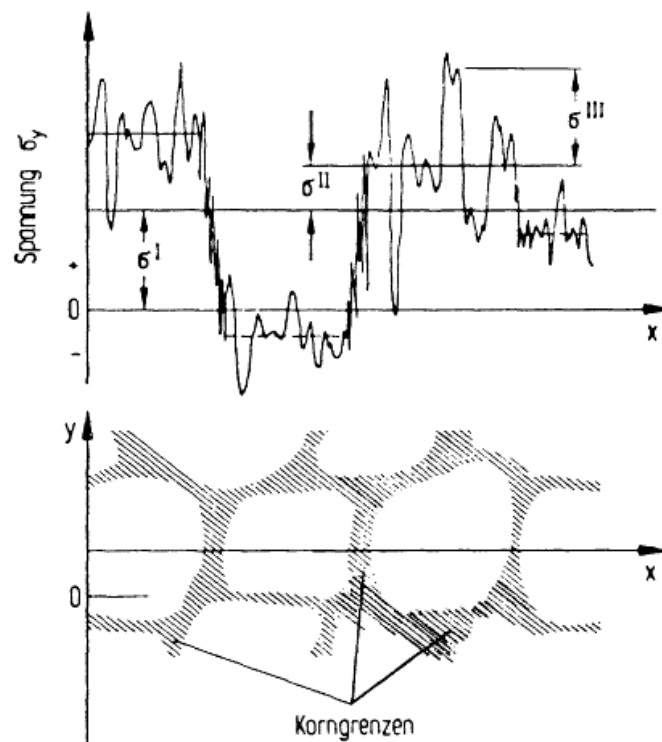 Spannung σy
σIII
σII
σI
+
0
-
x
y
x
0
Korngrenzen